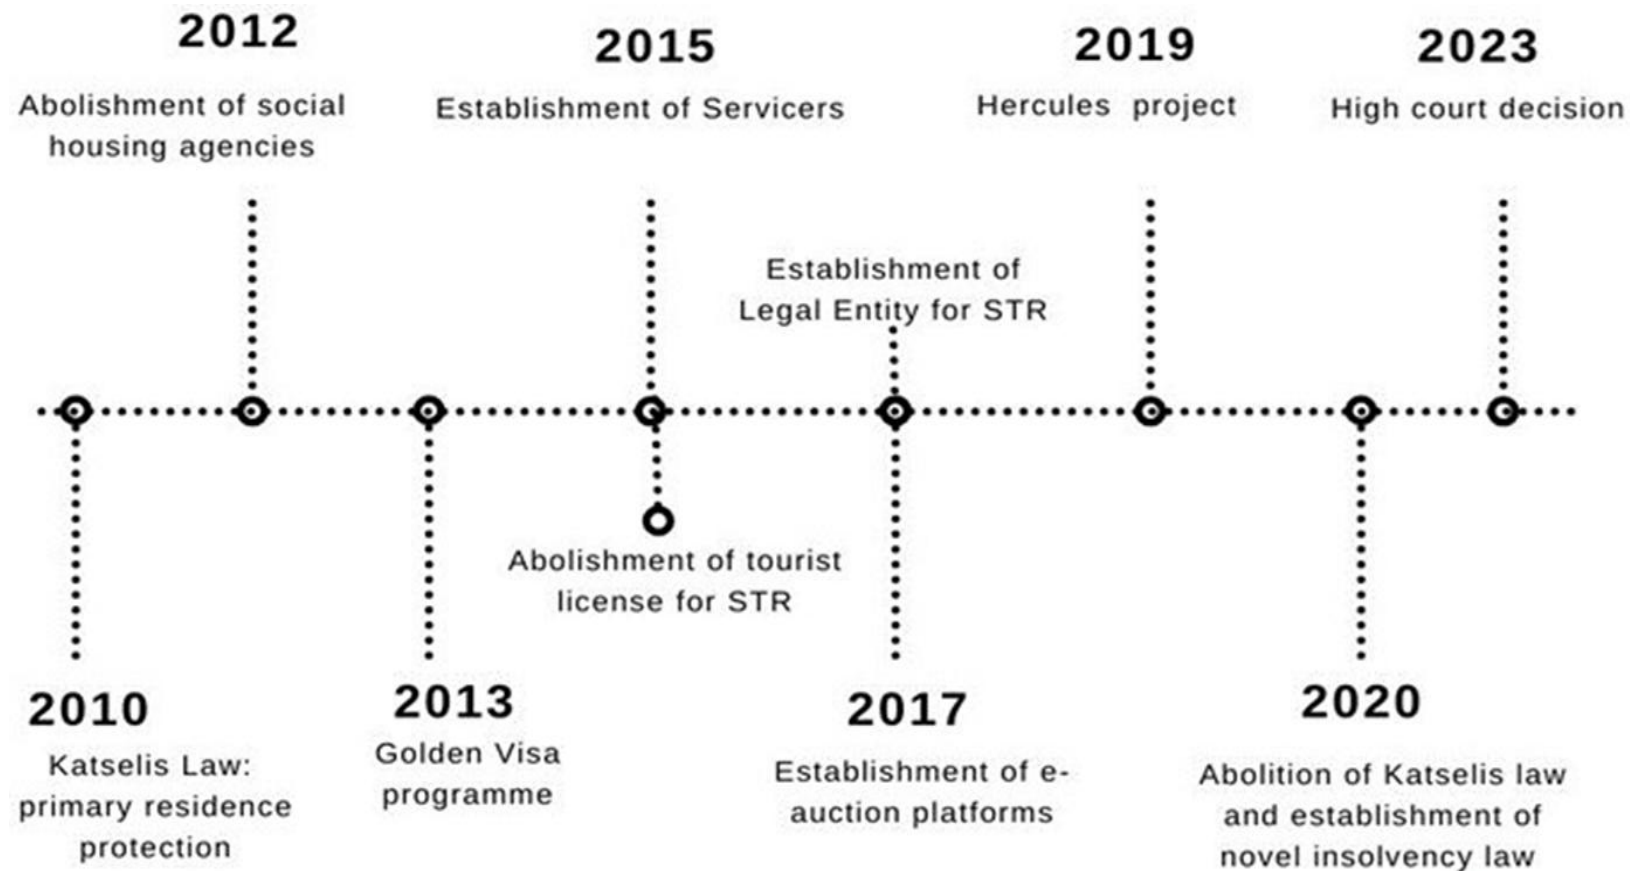 2012
Abolishment of social
housing agencies
2015
Establishment of Servicers
2019
Hercules project
2023
High court decision
Establishment of
Legal Entity for STR
Abolishment of tourist
license for STR
2010
Katselis Law:
primary residence
protection
2013
Golden Visa
programme
2017
Establishment of e-
auction platforms
2020
Abolition of Katselis law
and establishment of
novel insolvency law